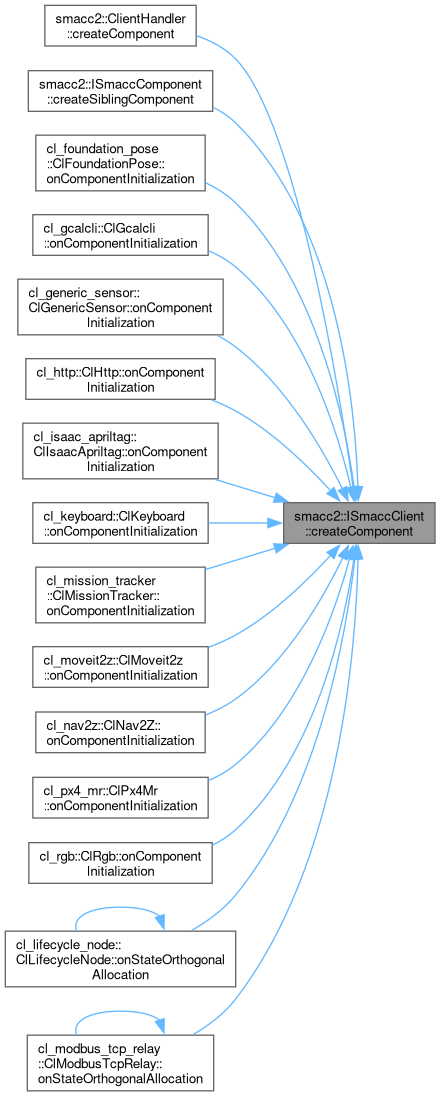 smacc2::ClientHandler
::createComponent
smacc2::ISmaccComponent
::createSiblingComponent
cl_foundation_pose
::ClFoundationPose::
onComponentInitialization
cl_gcalcli::ClGcalcli
::onComponentInitialization
cl_generic_sensor::
ClGenericSensor::onComponent
Initialization
cl_http::ClHttp::onComponent
Initialization
cl_isaac_apriltag::
ClIsaacApriltag::onComponent
Initialization
cl_keyboard::ClKeyboard
::onComponentInitialization
smacc2::ISmaccClient
::createComponent
cl_mission_tracker
::ClMissionTracker::
onComponentInitialization
cl_moveit2z::ClMoveit2z
::onComponentInitialization
cl_nav2z::ClNav2Z::
onComponentInitialization
cl_px4_mr::ClPx4Mr
::onComponentInitialization
cl_rgb::ClRgb::onComponent
Initialization
cl_lifecycle_node::
ClLifecycleNode::onStateOrthogonal
Allocation
cl_modbus_tcp_relay
::ClModbusTcpRelay::
onStateOrthogonalAllocation